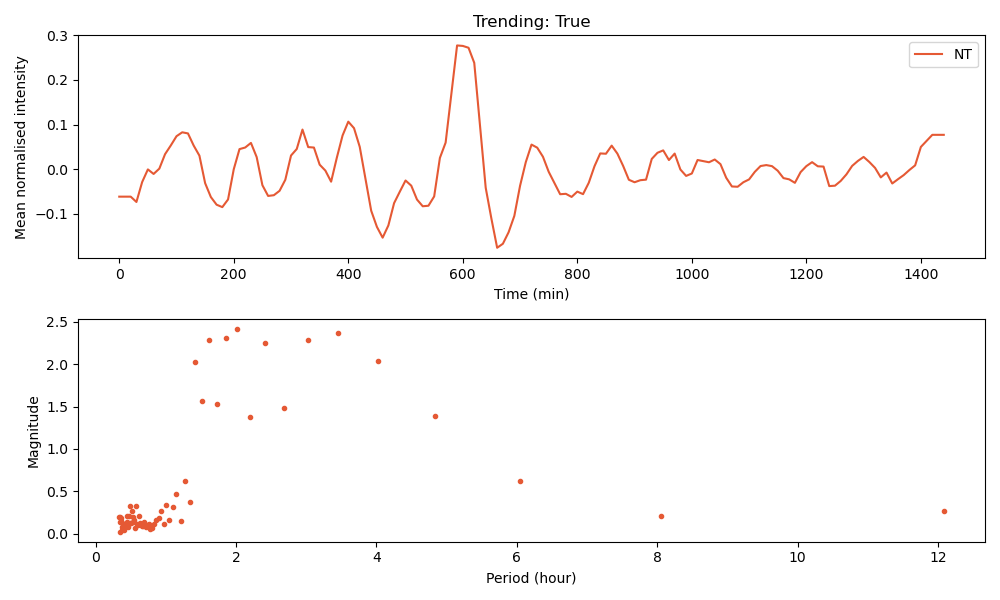 Trending: True
Mean normalised intensity
0.3
0.2
0.1
0.0
−0.1
NT
0 200 400 600 800 1000 1200 1400
Time (min)
Magnitude
2.5
2.0
1.5
1.0
0.5
0.0
0 2 4 6 8 10 12
Period (hour)